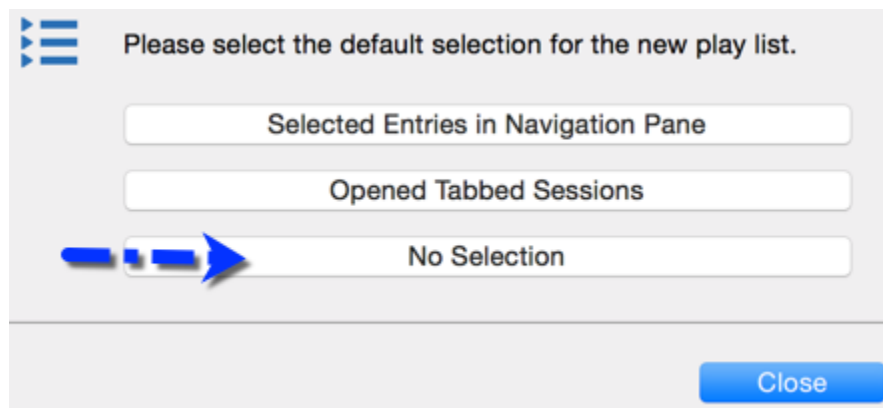 Please select the default selection for the new play list.
Selected Entries in Navigation Pane
Opened Tabbed Sessions
No Selection
Close